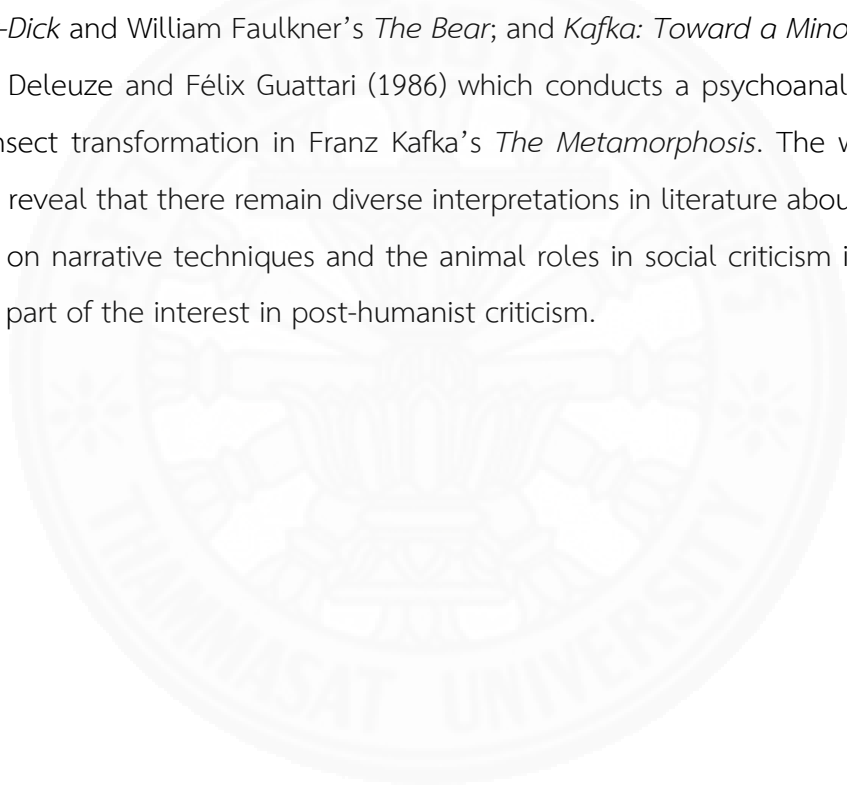 -Dick and William Faulkner’s The Bear; and Kafka: Toward a Mino
Deleuze and Félix Guattari (1986) which conducts a psychoanal
nsect transformation in Franz Kafka’s The Metamorphosis. The w
reveal that there remain diverse interpretations in literature abou
on narrative techniques and the animal roles in social criticism i
part of the interest in post-humanist criticism.
THAMMASAT UNIVERSITY